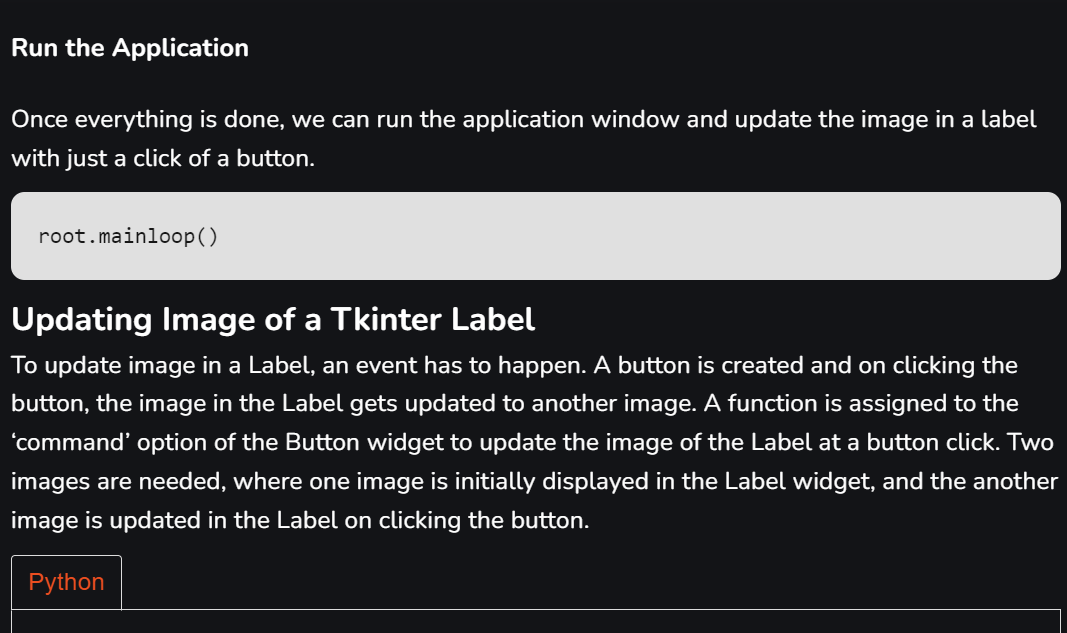 Run the Application
Once everything is done, we can run the application window and update the image in a label
with just a click of a button.
root.mainloop()
Updating Image of a Tkinter Label
To update image in a Label, an event has to happen. A button is created and on clicking the
button, the image in the Label gets updated to another image. A function is assigned to the
‘command’ option of the Button widget to update the image of the Label at a button click. Two
images are needed, where one image is initially displayed in the Label widget, and the another
image is updated in the Label on clicking the button.
Python